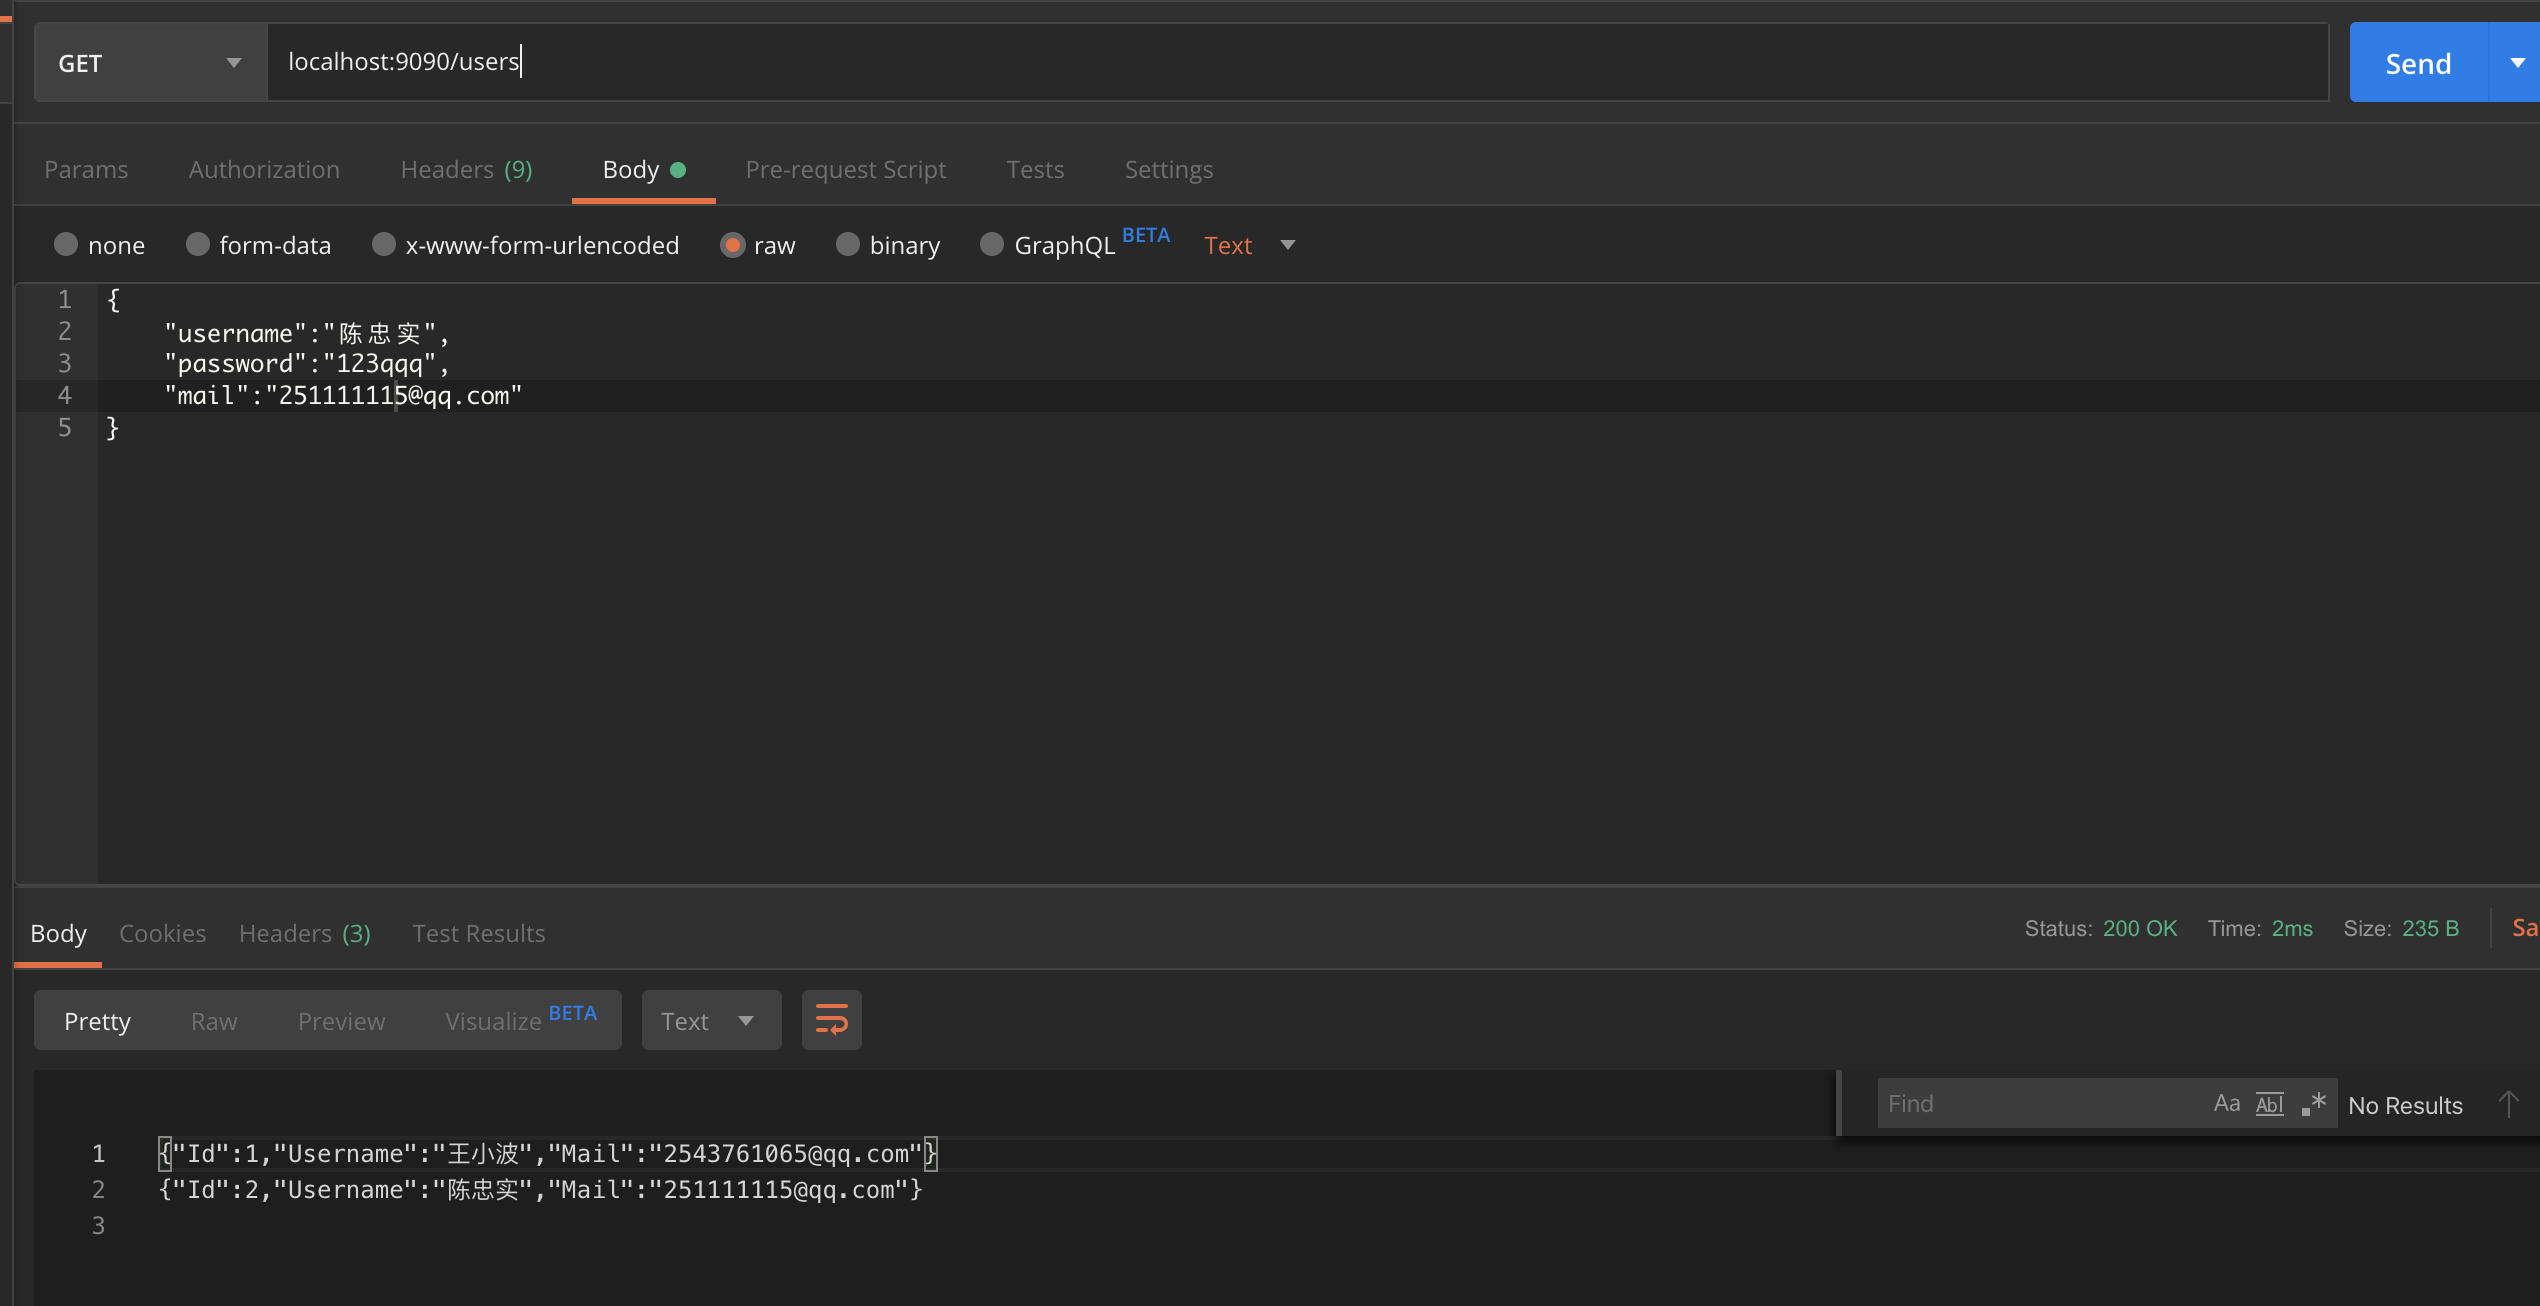 GET localhost:9090/users Send
Params Authorization Headers (9) Body Pre-request Script Tests Settings
none form-data x-www-form-urlencoded raw binary GraphQL BETA Text
1 {
2 "username":"陈忠实",
3 "password":"123qqq",
4 "mail":"251111115@qq.com"
5 }
Body Cookies Headers (3) Test Results Status: 200 OK Time: 2ms Size: 235 B Sa
Pretty Raw Preview Visualize BETA Text
Find Aa Abl .* No Results
1 {"Id":1,"Username":"王小波","Mail":"2543761065@qq.com"}
2 {"Id":2,"Username":"陈忠实","Mail":"251111115@qq.com"}
3